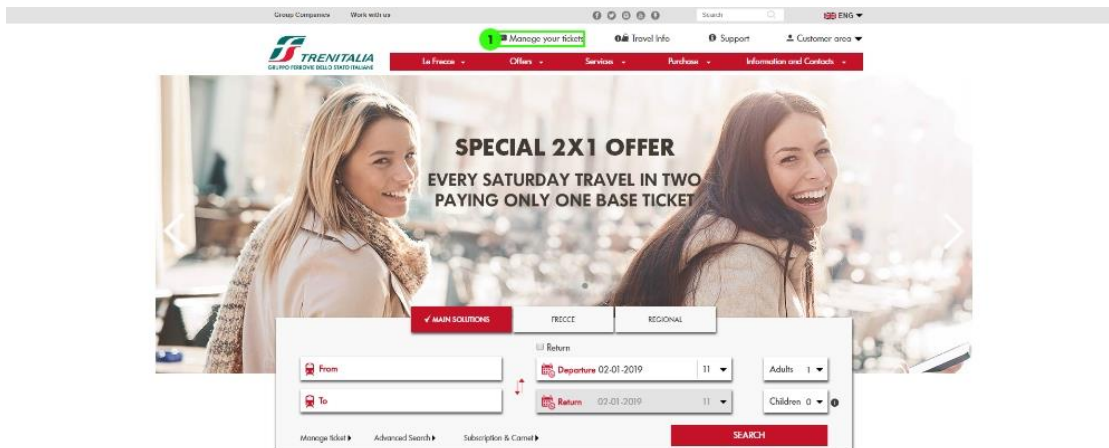 Group Companies Work with us Search ENG
1 Manage your tickets Travel Info Support Customer area
TRENITALIA
GRUPPO FERROVIE DELLO STATO ITALIANE
Le Frecce Offers Services Purchase Information and Contacts
SPECIAL 2X1 OFFER
EVERY SATURDAY TRAVEL IN TWO
PAYING ONLY ONE BASE TICKET
MAIN SOLUTIONS FRECCE REGIONAL
Return
From Departure 02-01-2019 11 Adults 1
To Return 02-01-2019 11 Children 0
Manage ticket Advanced Search Subscription & Carnet SEARCH